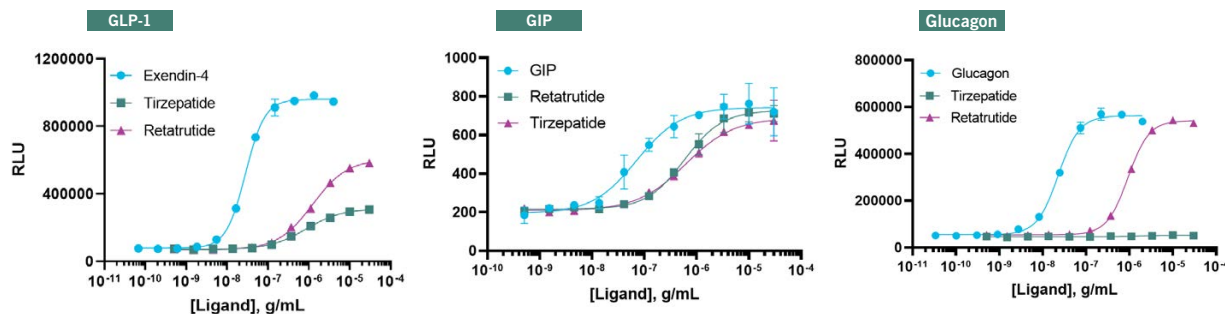 GLP-1
1200000
900000
400000
0
RLU
Exendin-4
Tirzepatide
Retatrutide
10-11 10-10 10-9 10-8 10-7 10-6 10-5 10-4
[Ligand], g/mL
GIP
1000
800
600
400
200
0
RLU
GIP
Retatrutide
Tirzepatide
10-10 10-9 10-8 10-7 10-6 10-5 10-4
[Ligand], g/mL
Glucagon
800000
600000
400000
200000
0
RLU
Glucagon
Tirzepatide
Retatrutide
10-11 10-10 10-9 10-8 10-7 10-6 10-5 10-4
[Ligand], g/mL